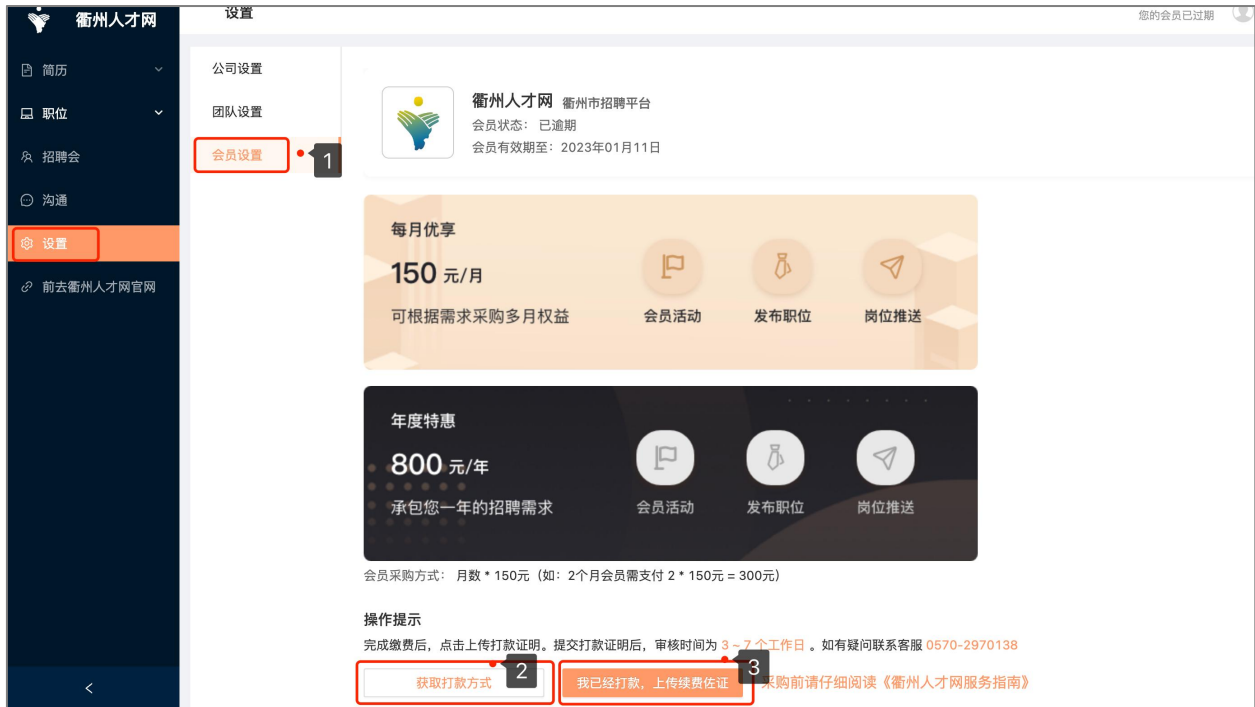 衢州人才网
设置
您的会员已过期
简历
职位
招聘会
沟通
设置
前去衢州人才网官网
公司设置
团队设置
会员设置
1
衢州人才网 衢州市招聘平台
会员状态： 已逾期
会员有效期至：2023年01月11日
每月优享
150 元/月
可根据需求采购多月权益
会员活动
发布职位
岗位推送
年度特惠
800 元/年
承包您一年的招聘需求
会员活动
发布职位
岗位推送
会员采购方式： 月数 * 150元（如：2个月会员需支付 2 * 150元 = 300元）
操作提示
完成缴费后，点击上传打款证明。提交打款证明后，审核时间为 3 ~ 7 个工作日 。如有疑问联系客服 0570-2970138
获取打款方式
2
我已经打款，上传续费佐证
3
采购前请仔细阅读《衢州人才网服务指南》